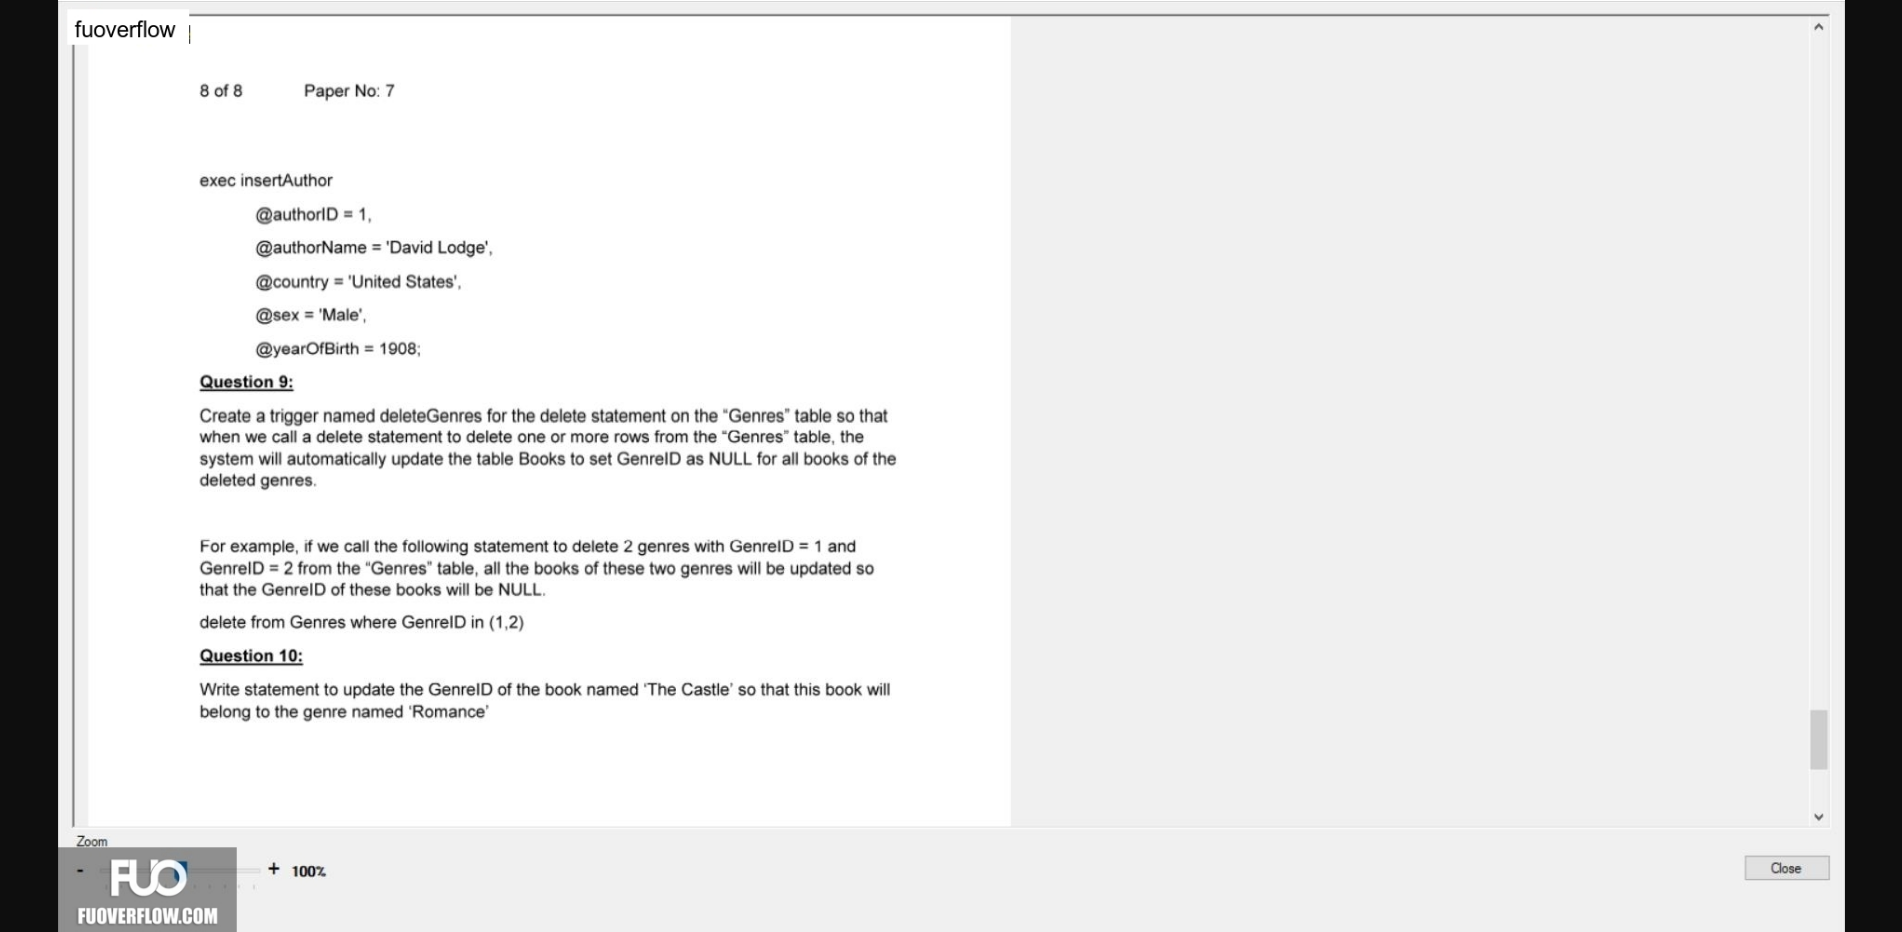 fuoverflow
8 of 8 Paper No: 7
exec insertAuthor
@authorID = 1,
@authorName = 'David Lodge',
@country = 'United States',
@sex = 'Male',
@yearOfBirth = 1908;
Question 9:
Create a trigger named deleteGenres for the delete statement on the “Genres” table so that
when we call a delete statement to delete one or more rows from the “Genres” table, the
system will automatically update the table Books to set GenreID as NULL for all books of the
deleted genres.
For example, if we call the following statement to delete 2 genres with GenreID = 1 and
GenreID = 2 from the “Genres” table, all the books of these two genres will be updated so
that the GenreID of these books will be NULL.
delete from Genres where GenreID in (1,2)
Question 10:
Write statement to update the GenreID of the book named ‘The Castle’ so that this book will
belong to the genre named ‘Romance’
Zoom
- + 100%
Close
FUO
FUOVERFLOW.COM